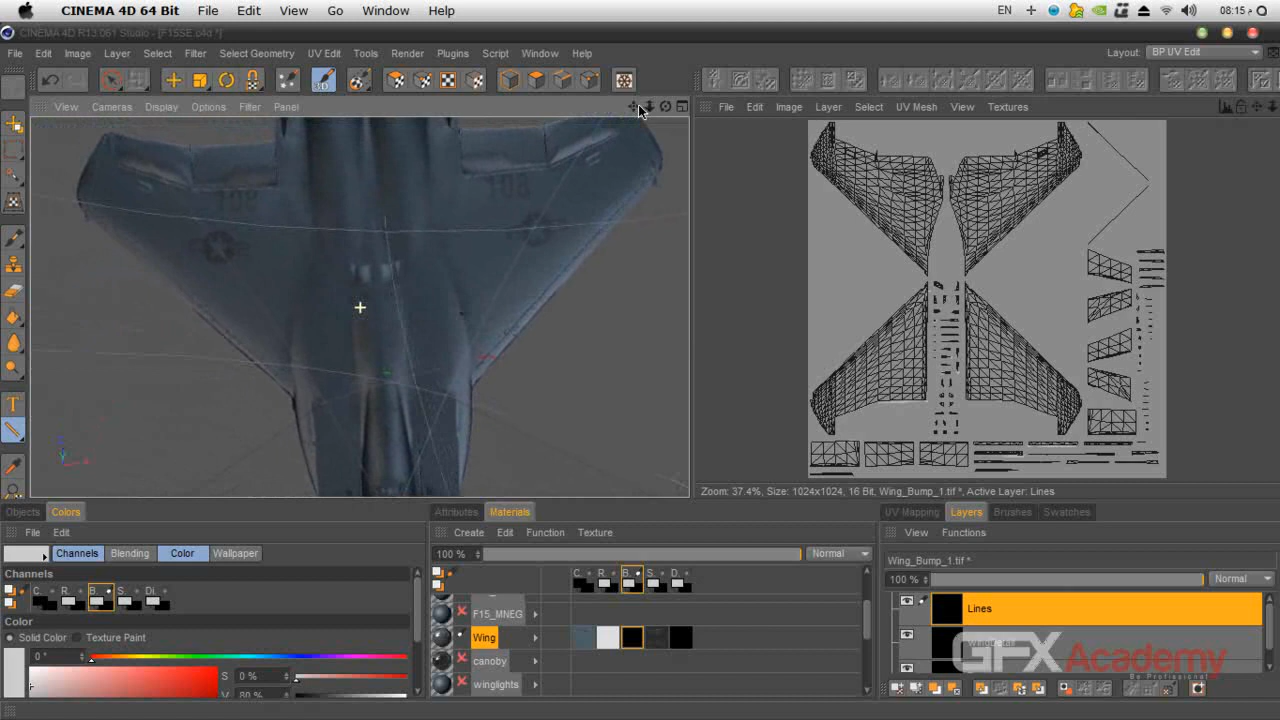 CINEMA 4D 64 Bit File Edit View Go Window Help EN 08:15 م
CINEMA 4D R13.061 Studio - [F15SE.c4d *]
File Edit Image Layer Select Filter Select Geometry UV Edit Tools Render Plugins Script Window Help Layout: BP UV Edit
3D
View Cameras Display Options Filter Panel
File Edit Image Layer Select UV Mesh View Textures
108
108
Zoom: 37.4%, Size: 1024x1024, 16 Bit, Wing_Bump_1.tif *, Active Layer: Lines
Objects Colors
Attributes Materials
UV Mapping Layers Brushes Swatches
File Edit
Create Edit Function Texture
View Functions
Channels Blending Color Wallpaper
100 % Normal
Wing_Bump_1.tif *
Channels
C. R. B. S. D.
100 % Normal
C. R. B. S. Di.
F15_MNEG
Lines
Color
Solid Color Texture Paint
Wing
0 °
canoby
GFX Academy
Be Professional
S 0 %
winglights
V 80 %